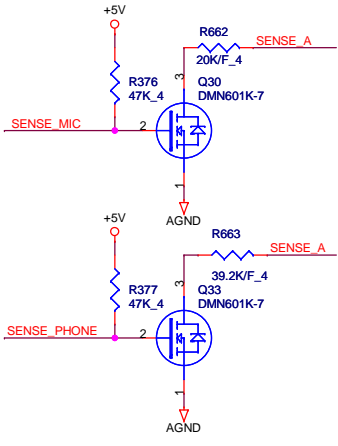 +5V
R662
SENSE_A
20K/F_4
3
R376
47K_4
Q30
DMN601K-7
SENSE_MIC
2
1
AGND
+5V
R663
SENSE_A
39.2K/F_4
3
R377
47K_4
Q33
DMN601K-7
SENSE_PHONE
2
1
AGND